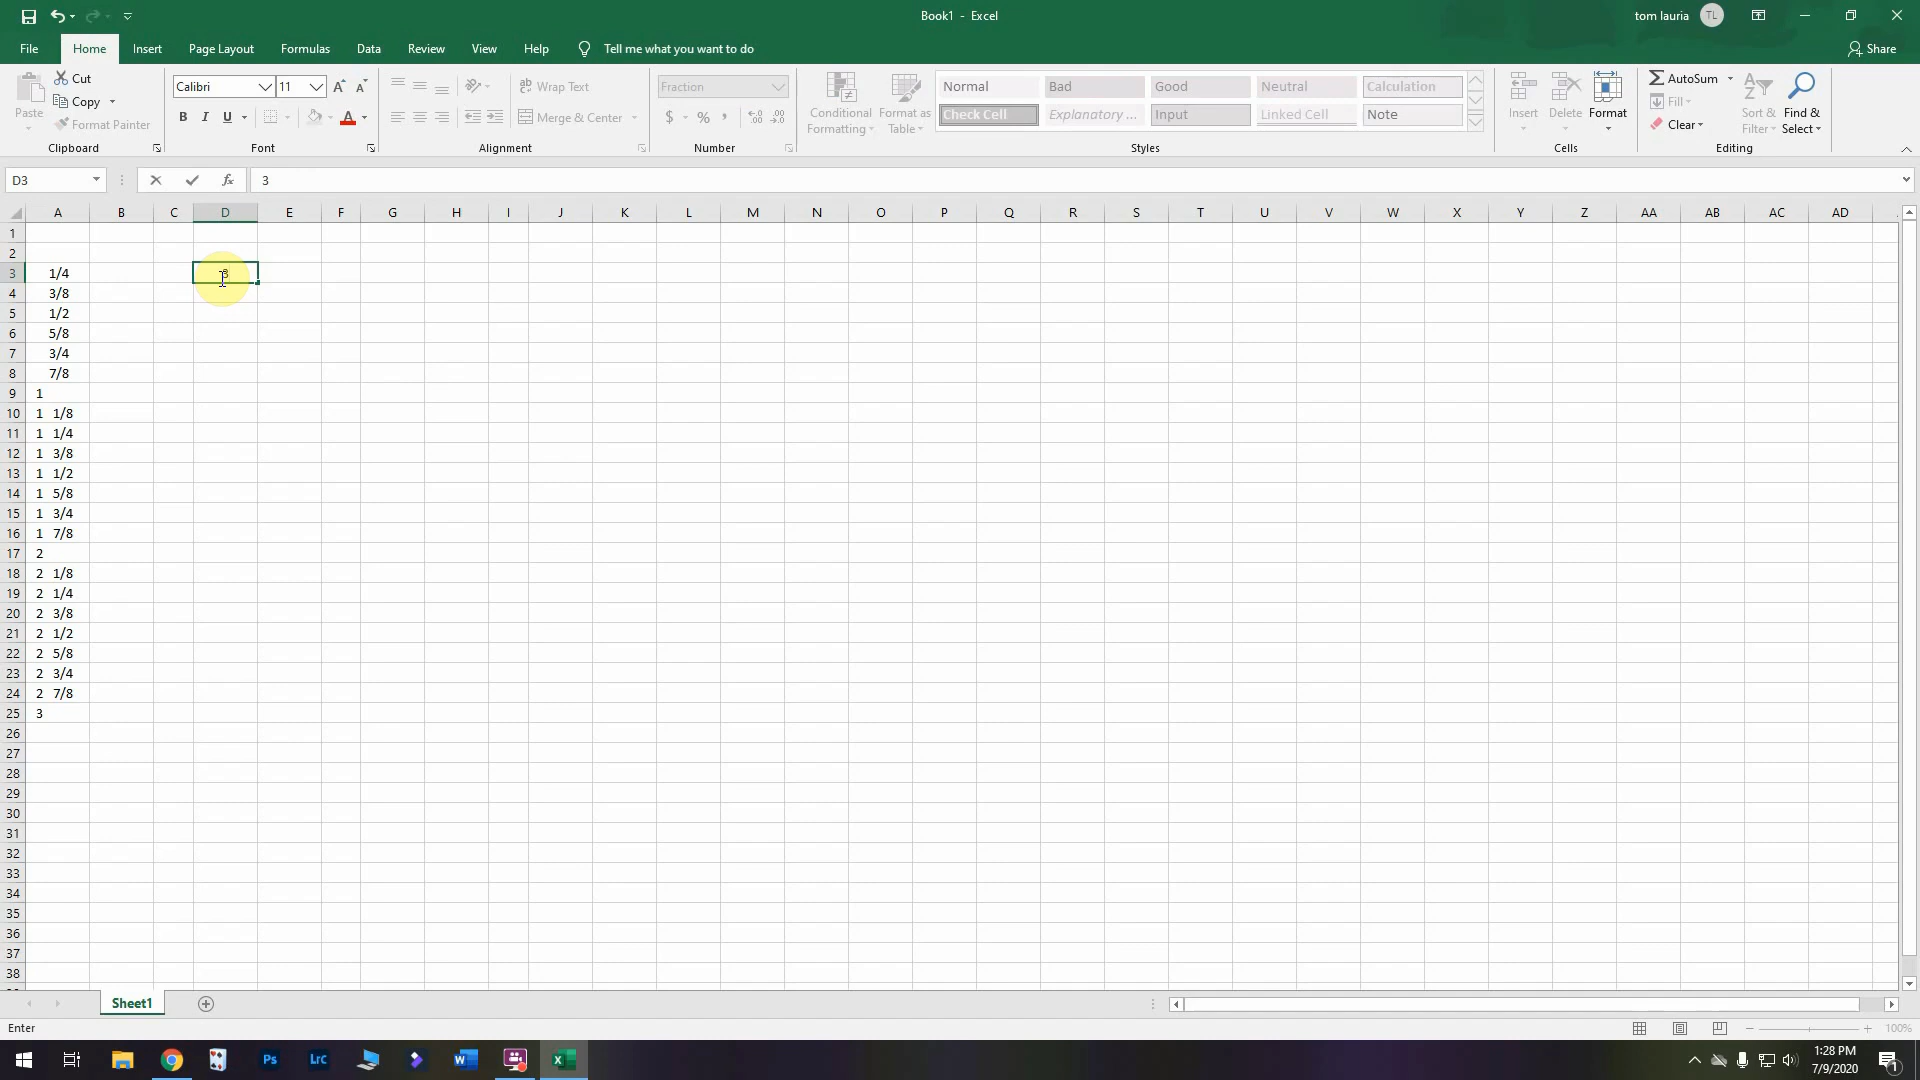 Book1 - Excel
tom lauria TL
File Home Insert Page Layout Formulas Data Review View Help Tell me what you want to do Share
Cut
Copy
Format Painter
Paste
Clipboard
Calibri 11
B I U
Font
Wrap Text
Merge & Center
Alignment
Fraction
$ % ,
Number
Conditional Formatting
Format as Table
Normal Bad Good Neutral Calculation
Check Cell Explanatory ... Input Linked Cell Note
Styles
Insert Delete Format
Cells
AutoSum
Fill
Clear
Sort & Filter
Find & Select
Editing
D3 fx 3
A B C D E F G H I J K L M N O P Q R S T U V W X Y Z AA AB AC AD
1
2
3 1/4 3
4 3/8
5 1/2
6 5/8
7 3/4
8 7/8
9 1
10 1 1/8
11 1 1/4
12 1 3/8
13 1 1/2
14 1 5/8
15 1 3/4
16 1 7/8
17 2
18 2 1/8
19 2 1/4
20 2 3/8
21 2 1/2
22 2 5/8
23 2 3/4
24 2 7/8
25 3
26
27
28
29
30
31
32
33
34
35
36
37
38
Sheet1
Enter 100%
Ps Lrc
1:28 PM
7/9/2020
1